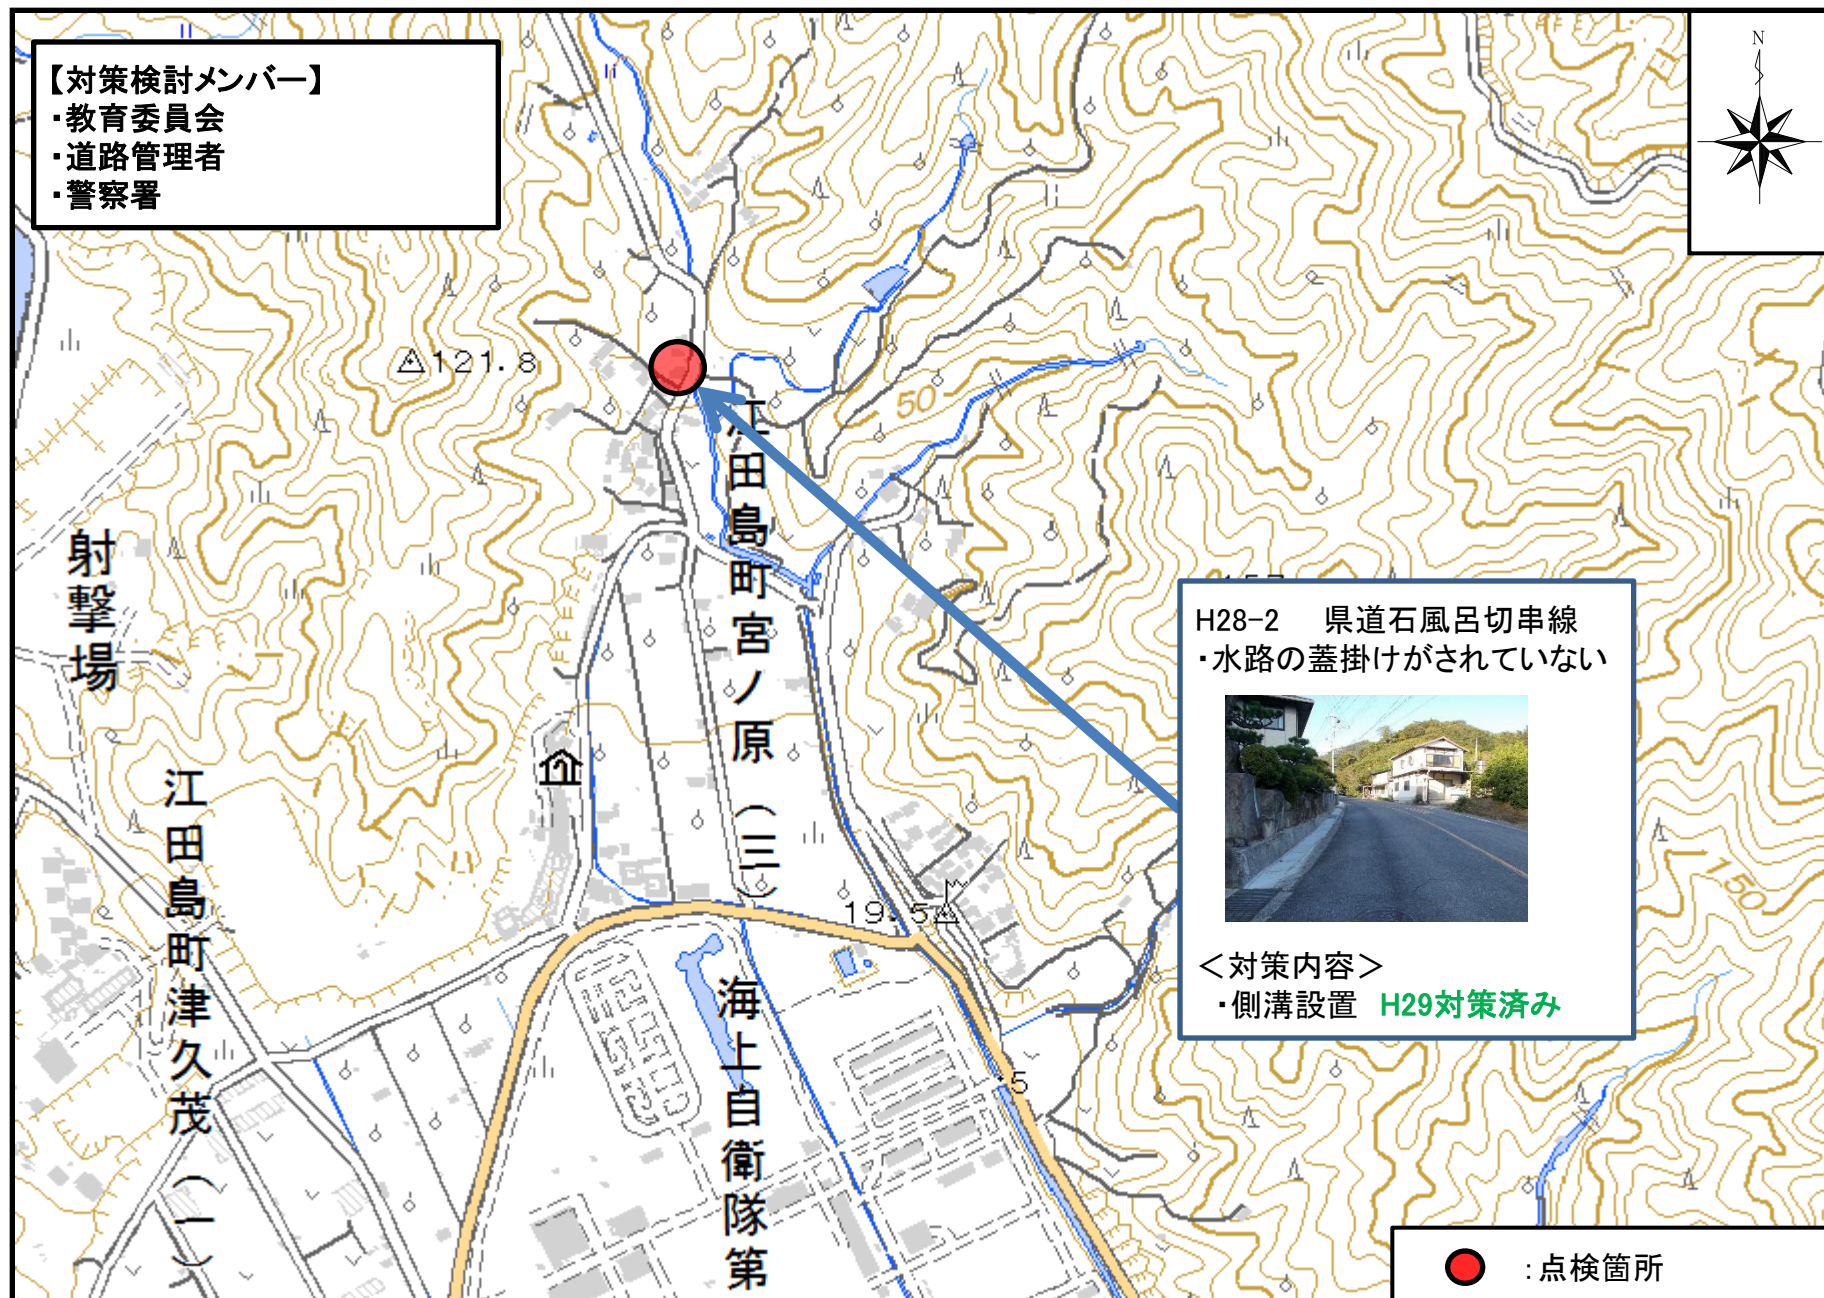 【対策検討メンバー】
・教育委員会
・道路管理者
・警察署
N
121.8
50
射撃場
江田島町宮ノ原（三）
H28-2　県道石風呂切串線
・水路の蓋掛けがされていない
＜対策内容＞
・側溝設置　H29対策済み
江田島町津久茂（一）
19.5
150
海上自衛隊第
5
：点検箇所